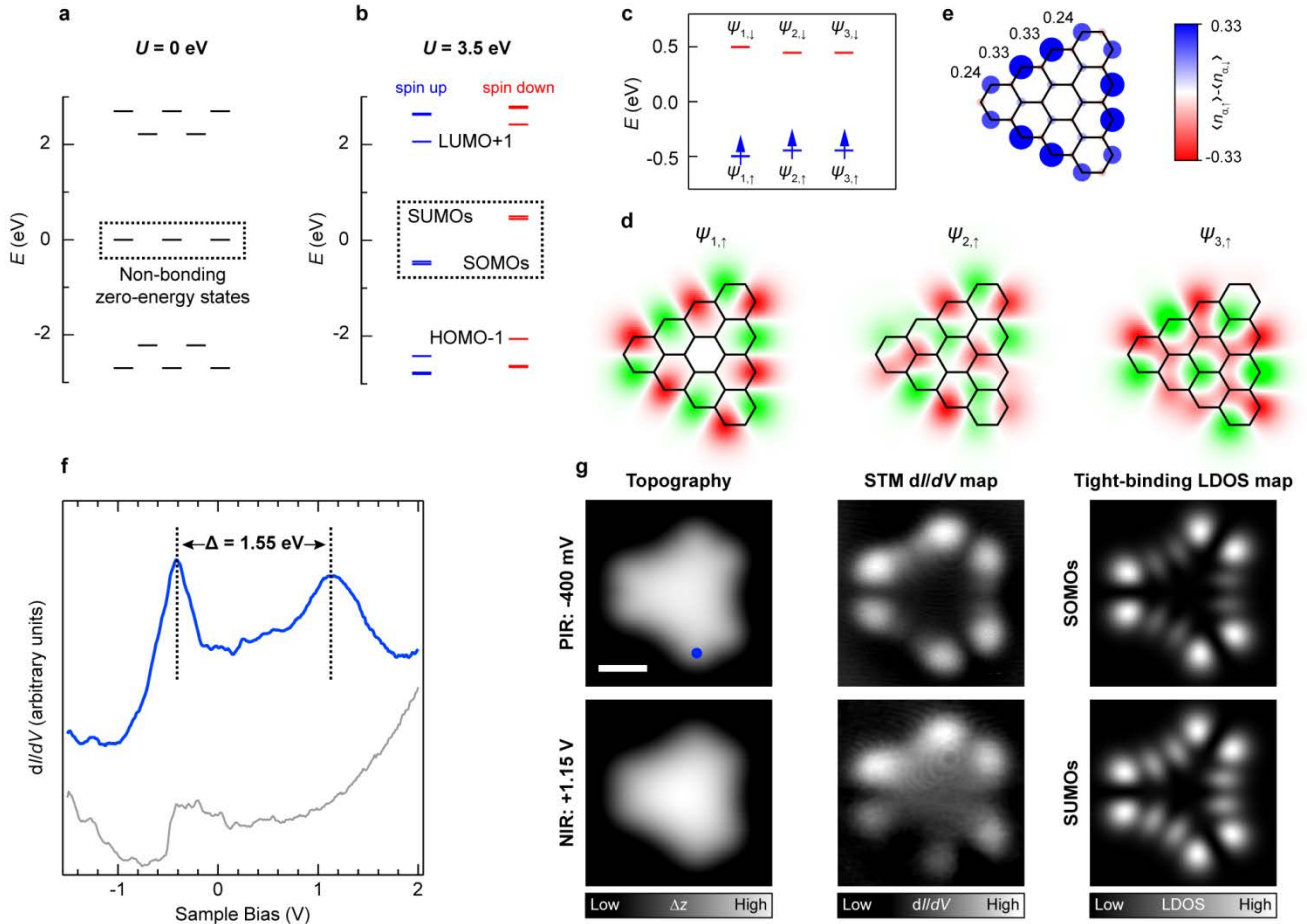 a
U = 0 eV
E (eV)
2
0
-2
Non-bonding
zero-energy states
b
U = 3.5 eV
spin up
spin down
E (eV)
2
0
-2
LUMO+1
SUMOs
SOMOs
HOMO-1
c
ψ1,↓ ψ2,↓ ψ3,↓
E (eV)
0.5
0.0
-0.5
ψ1,↑ ψ2,↑ ψ3,↑
e
0.24
0.33
0.33
0.24
0.33
-0.33
⟨nα,↑⟩-⟨nα,↓⟩
d
ψ1,↑ ψ2,↑ ψ3,↑
f
Δ = 1.55 eV
dI/dV (arbitrary units)
-1 0 1 2
Sample Bias (V)
g
Topography STM dI/dV map Tight-binding LDOS map
PIR: -400 mV
SOMOs
NIR: +1.15 V
SUMOs
Low Δz High Low dI/dV High Low LDOS High